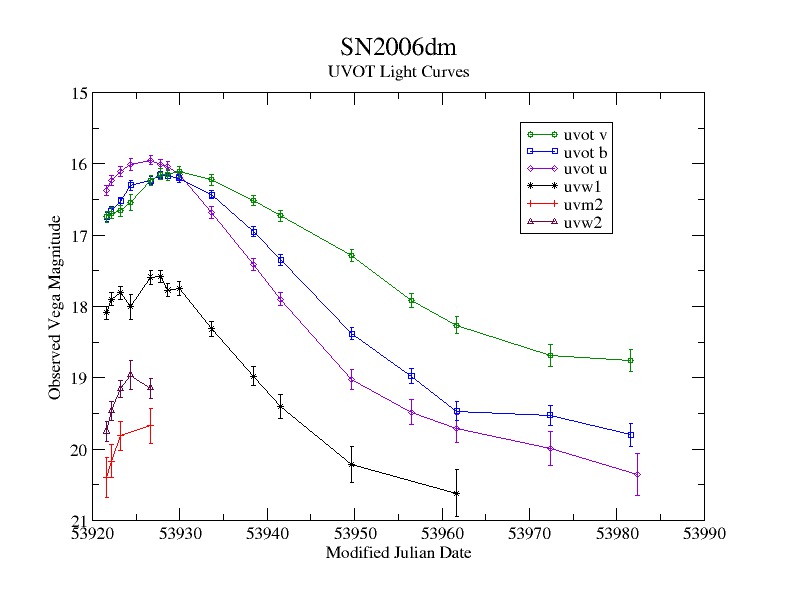 SN2006dm
UVOT Light Curves
15
16
17
18
19
20
21
Observed Vega Magnitude
uvot v
uvot b
uvot u
uvw1
uvm2
uvw2
53920 53930 53940 53950 53960 53970 53980 53990
Modified Julian Date